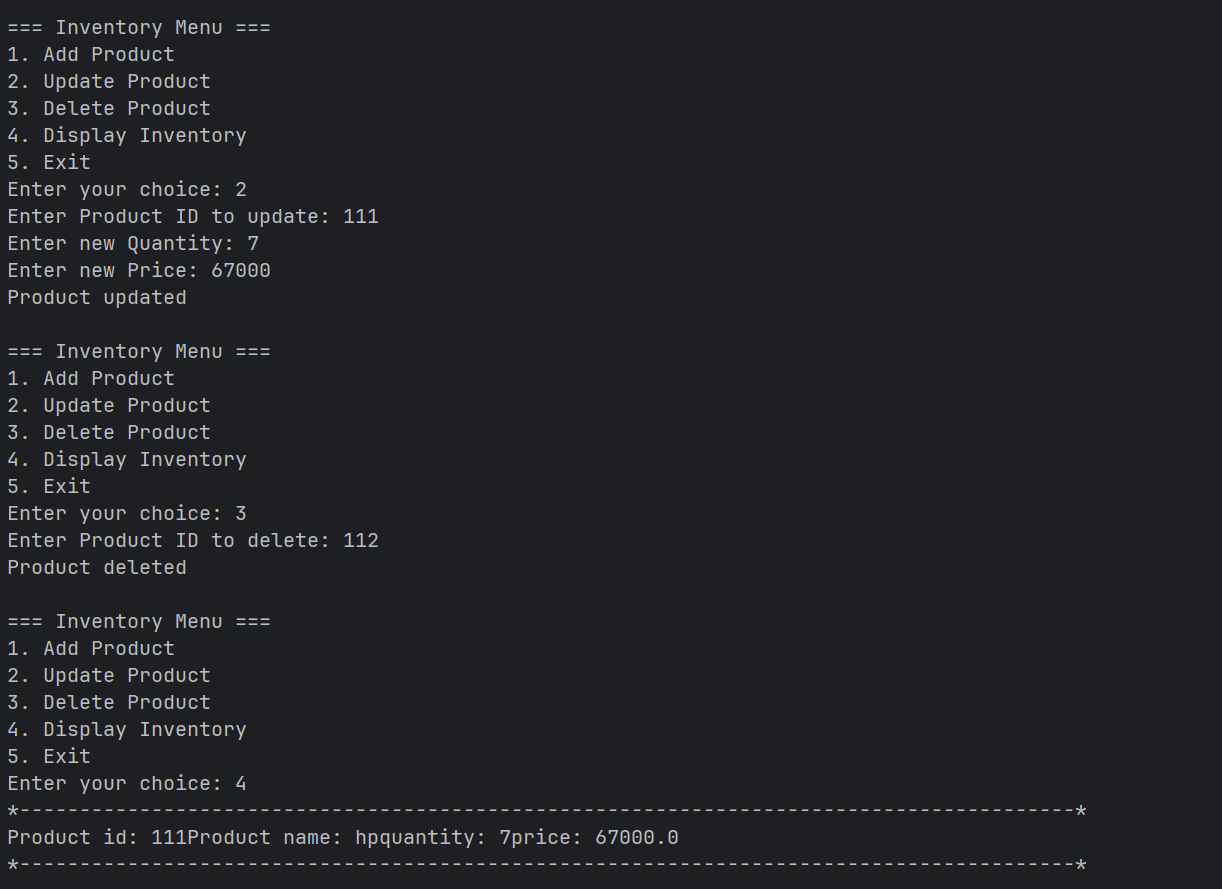 === Inventory Menu ===
1. Add Product
2. Update Product
3. Delete Product
4. Display Inventory
5. Exit
Enter your choice: 2
Enter Product ID to update: 111
Enter new Quantity: 7
Enter new Price: 67000
Product updated
=== Inventory Menu ===
1. Add Product
2. Update Product
3. Delete Product
4. Display Inventory
5. Exit
Enter your choice: 3
Enter Product ID to delete: 112
Product deleted
=== Inventory Menu ===
1. Add Product
2. Update Product
3. Delete Product
4. Display Inventory
5. Exit
Enter your choice: 4
*----------------------------------------------------------------------------------------*
Product id: 111Product name: hpquantity: 7price: 67000.0
*----------------------------------------------------------------------------------------*